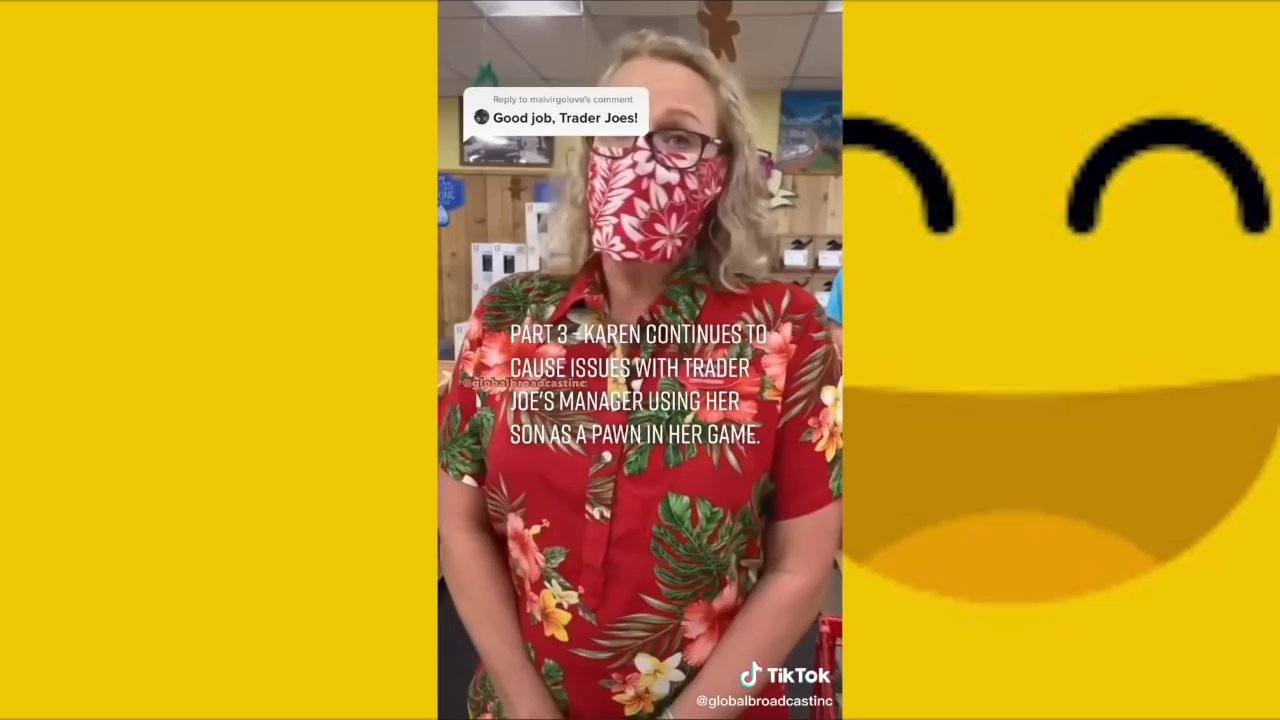 Reply to maivirgolove's comment
Good job, Trader Joes!
PART 3 - KAREN CONTINUES TO
CAUSE ISSUES WITH TRADER
@globalbroadcastinc
JOE'S MANAGER USING HER
SON AS A PAWN IN HER GAME.
TikTok
@globalbroadcastinc